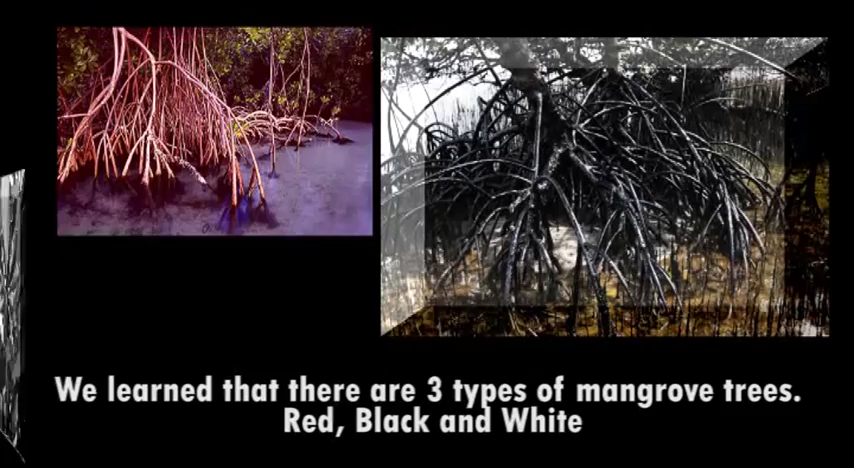 We learned that there are 3 types of mangrove trees.
Red, Black and White